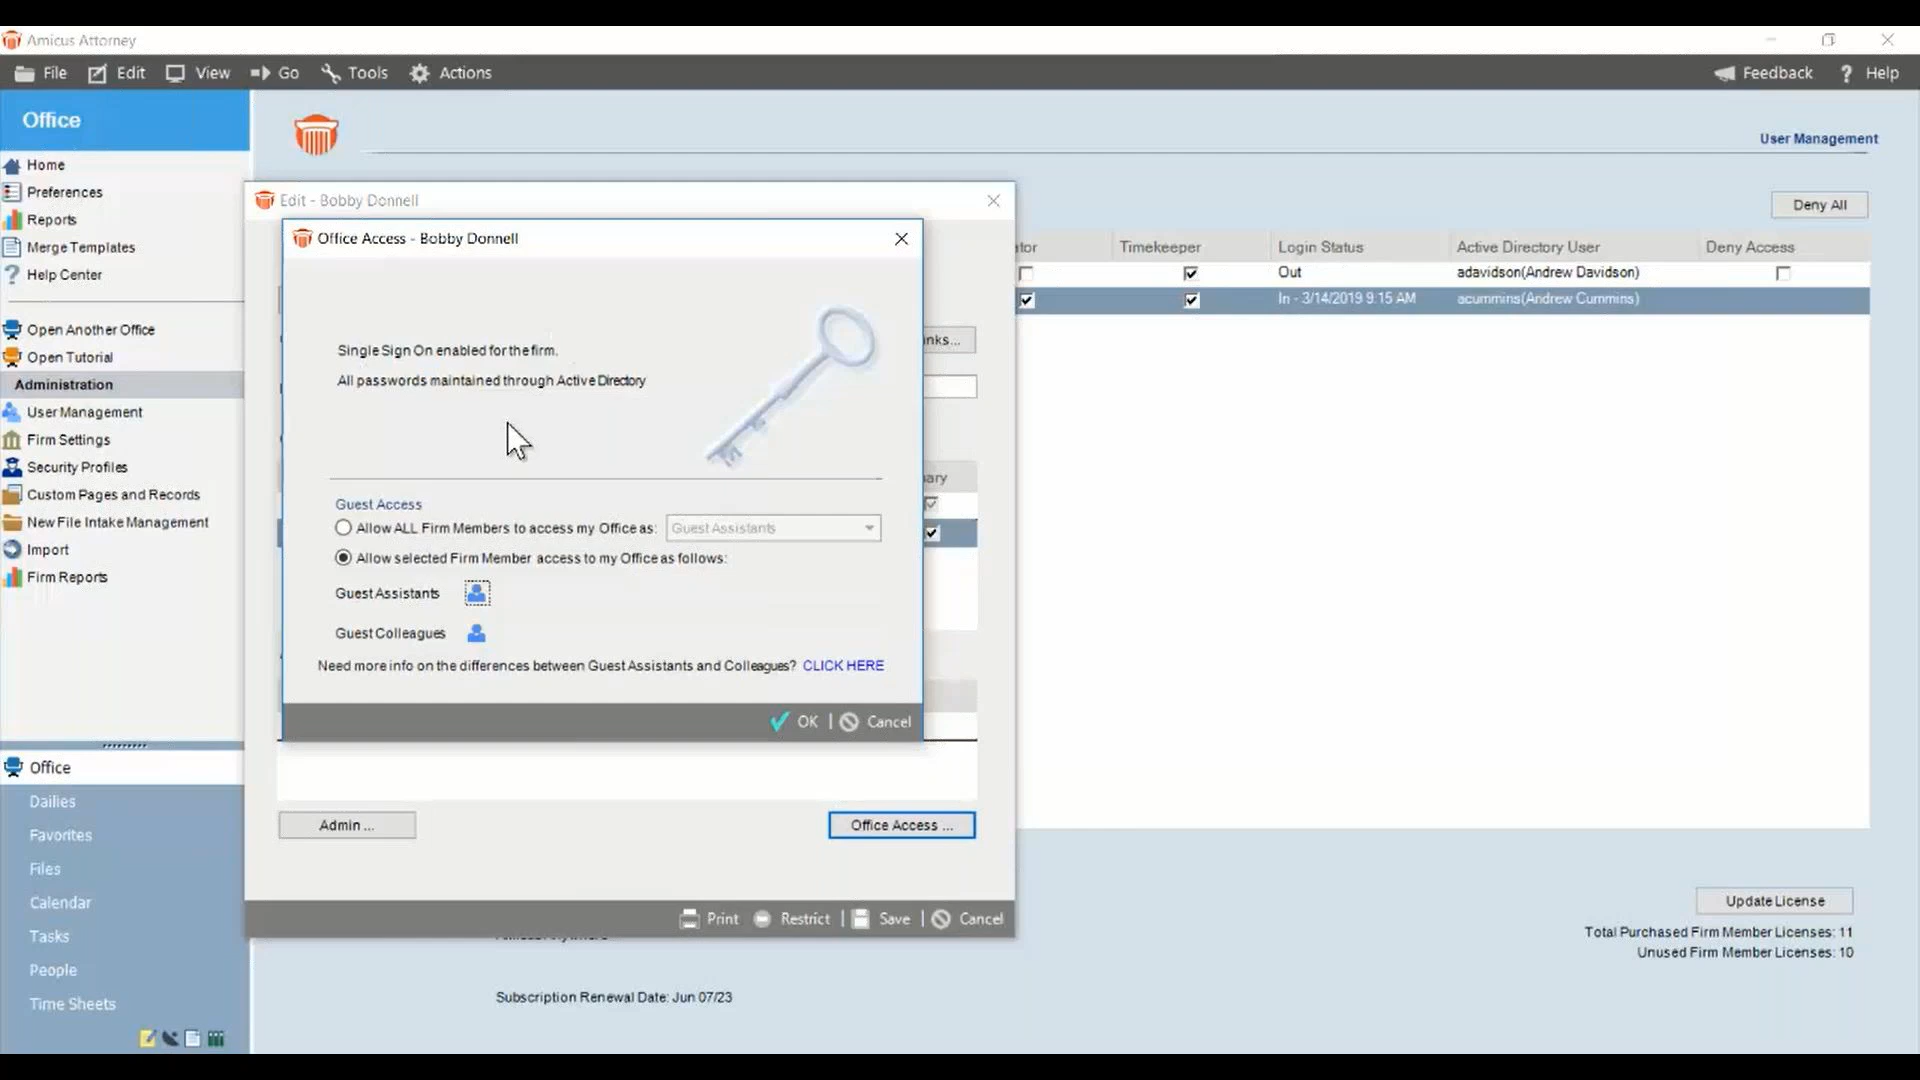 Amicus Attorney
File Edit View Go Tools Actions Feedback ? Help
Office
User Management
Home
Preferences
Reports
Merge Templates
Help Center
Open Another Office
Open Tutorial
Administration
User Management
Firm Settings
Security Profiles
Custom Pages and Records
New File Intake Management
Import
Firm Reports
Office
Dailies
Favorites
Files
Calendar
Tasks
People
Time Sheets
Deny All
Timekeeper Login Status Active Directory User Deny Access
Out adavidson(Andrew Davidson)
In - 3/14/2019 9:15 AM acummins(Andrew Cummins)
Edit - Bobby Donnell
Office Access - Bobby Donnell
Single Sign On enabled for the firm.
All passwords maintained through Active Directory
Guest Access
Allow ALL Firm Members to access my Office as: Guest Assistants
Allow selected Firm Member access to my Office as follows:
Guest Assistants
Guest Colleagues
Need more info on the differences between Guest Assistants and Colleagues? CLICK HERE
OK | Cancel
Admin ... Office Access ...
Print Restrict | Save | Cancel
Update License
Total Purchased Firm Member Licenses: 11
Unused Firm Member Licenses: 10
Subscription Renewal Date: Jun 07/23